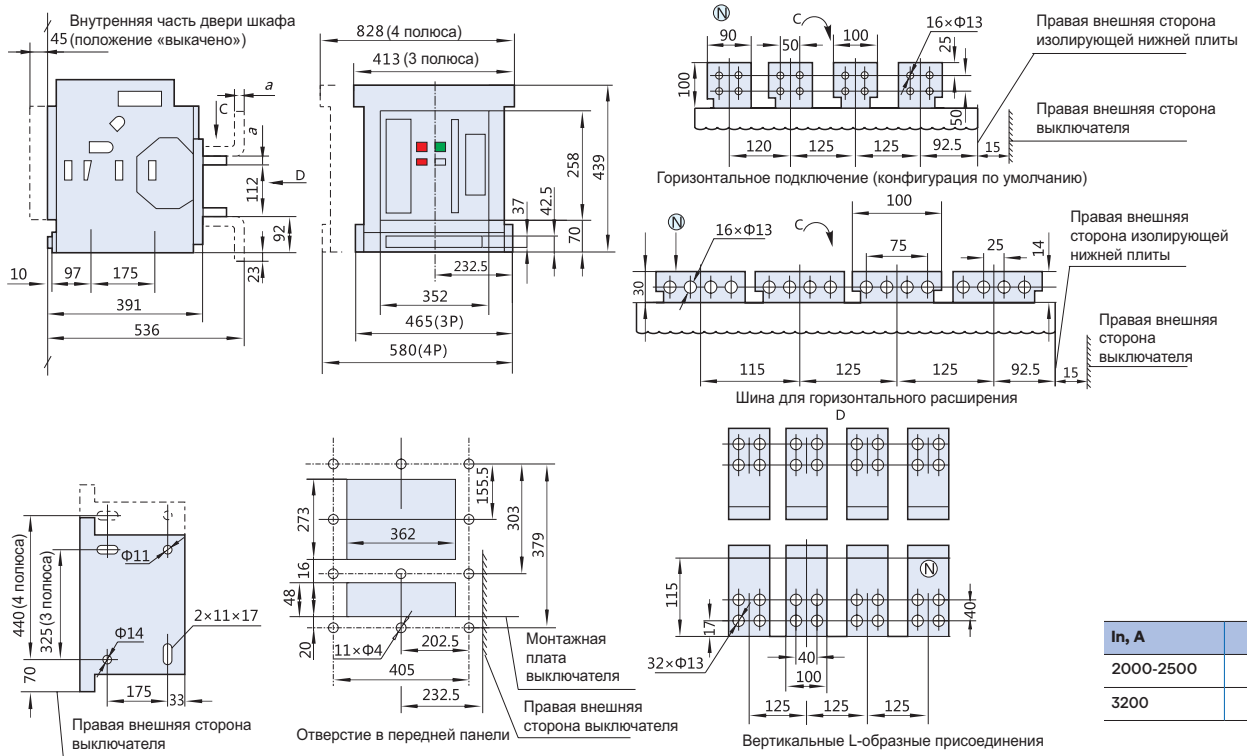 Внутренняя часть двери шкафа
(положение «выкачено»)
45
a
C
a
112
D
92
23
10
97
175
391
536
828 (4 полюса)
413 (3 полюса)
258
439
37
42.5
70
232.5
352
465(3P)
580(4P)
N
C
16×Φ13
90
50
100
25
100
50
120
125
125
92.5
15
Правая внешняя сторона
изолирующей нижней плиты
Правая внешняя сторона
выключателя
Горизонтальное подключение (конфигурация по умолчанию)
N
16×Φ13
C
100
75
25
14
30
115
125
125
92.5
15
Правая внешняя
сторона изолирующей
нижней плиты
Правая внешняя
сторона
выключателя
Шина для горизонтального расширения
D
440 (4 полюса)
325 (3 полюса)
Φ11
Φ14
2×11×17
70
175
33
Правая внешняя сторона
выключателя
273
362
16
48
20
155.5
303
379
11×Φ4
202.5
405
232.5
Монтажная
плата
выключателя
Правая внешняя
сторона выключателя
Отверстие в передней панели
N
115
17
32×Φ13
40
100
40
125
125
125
Вертикальные L-образные присоединения
In, A
2000-2500
3200